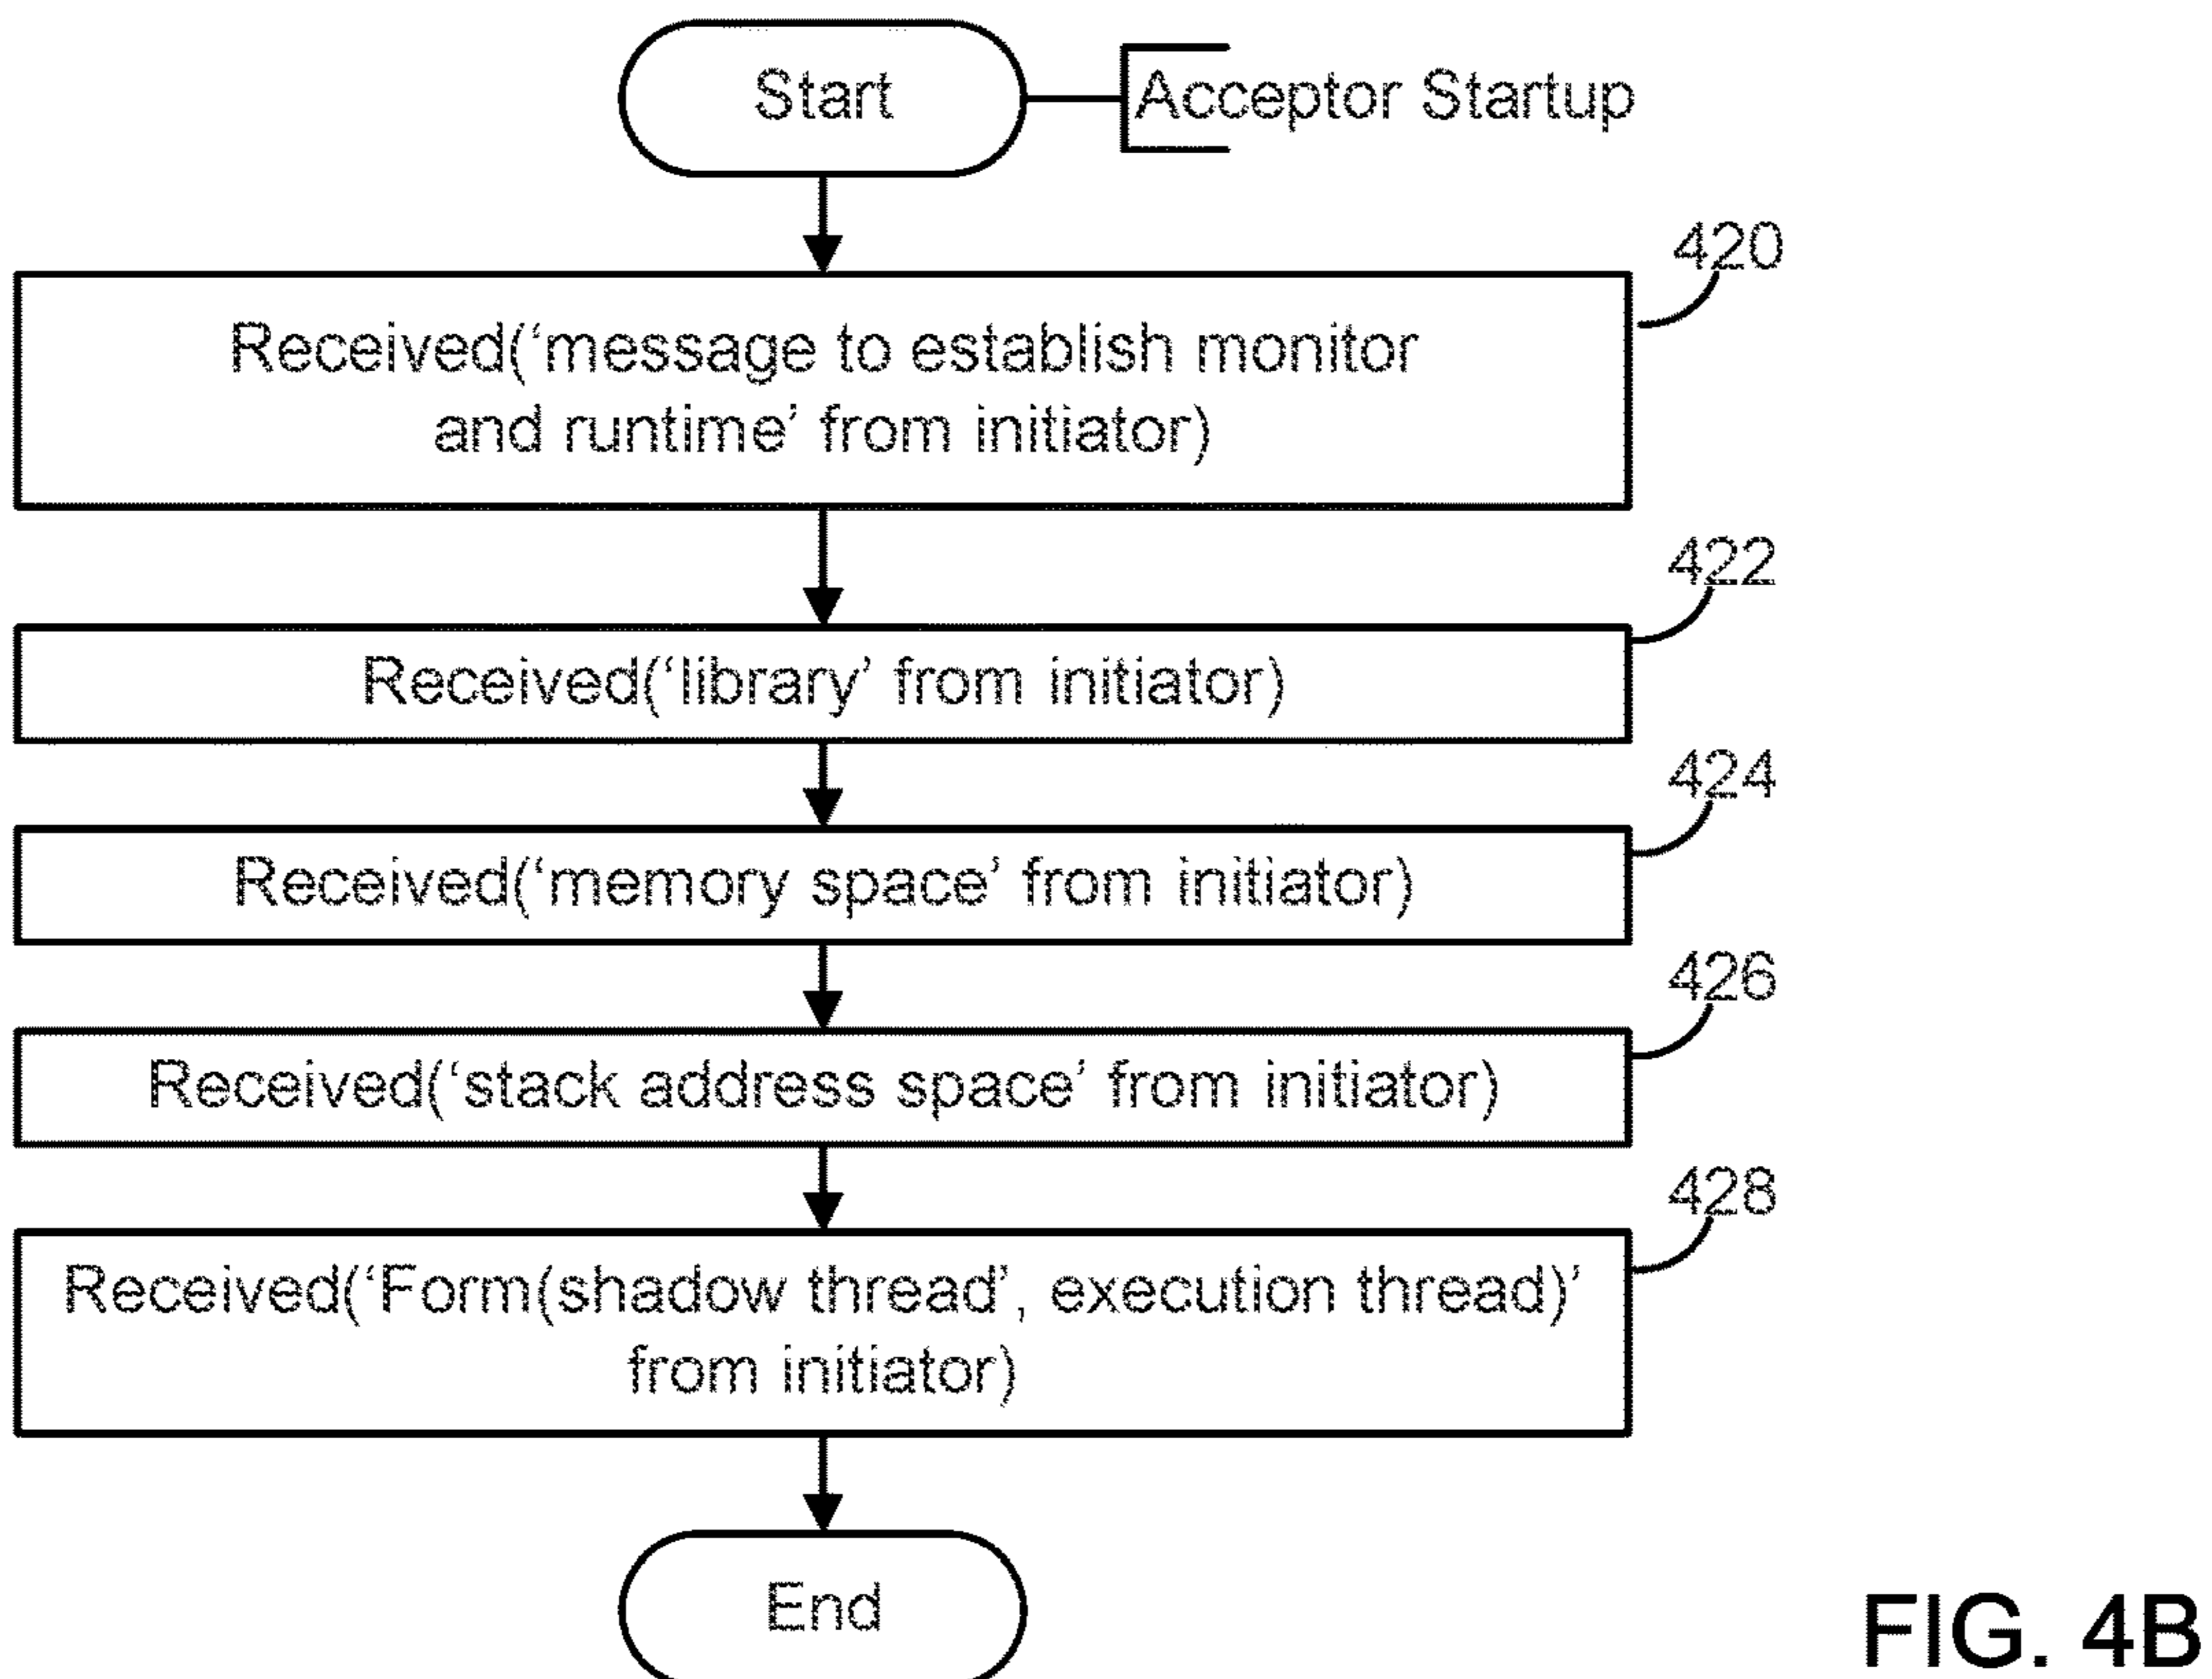 Start
Acceptor Startup
420
Received(‘message to establish monitor
and runtime’ from initiator)
422
Received(‘library’ from initiator)
424
Received(‘memory space’ from initiator)
426
Received(‘stack address space’ from initiator)
428
Received(‘Form(shadow thread’, execution thread)’
from initiator)
End
FIG. 4B